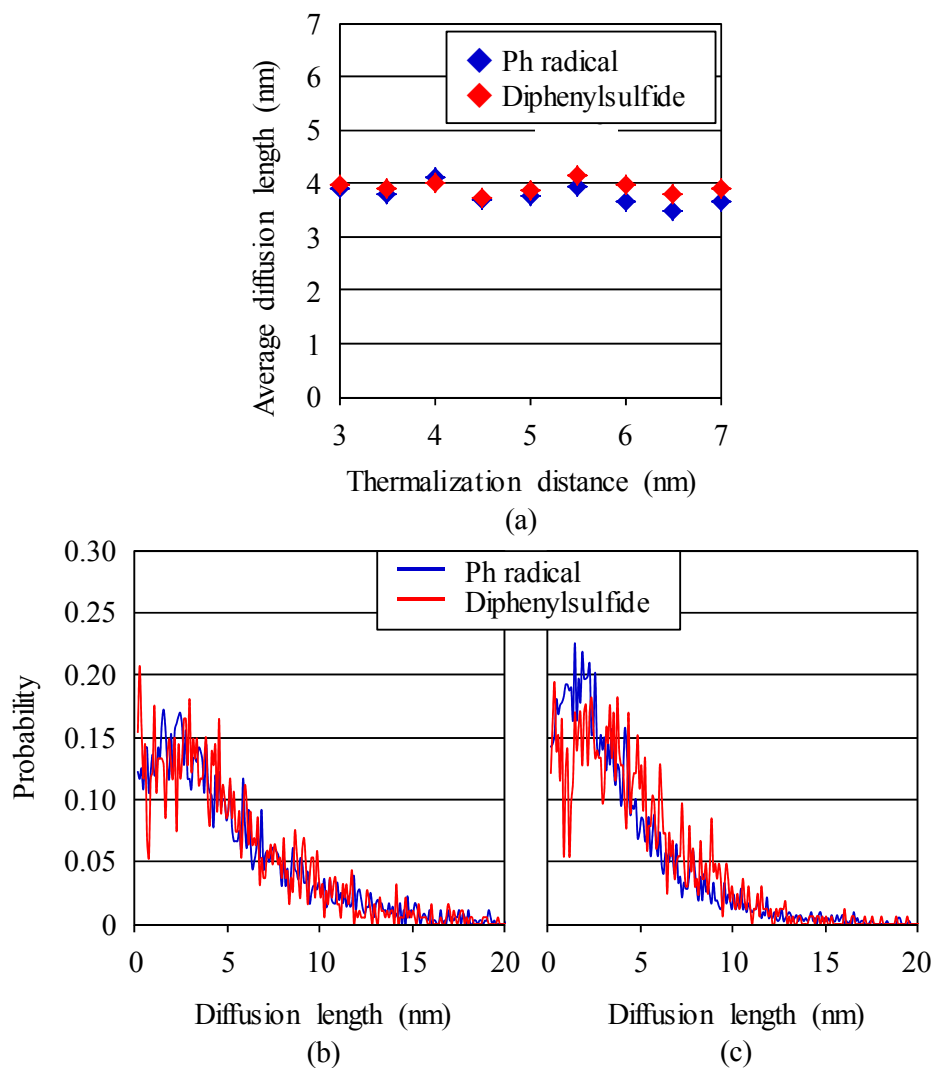 7
6
5
4
3
2
1
0
Average diffusion length (nm)
Ph radical
Diphenylsulfide
3 4 5 6 7
Thermalization distance (nm)
(a)
0.30
0.25
0.20
0.15
0.10
0.05
0
Probability
Ph radical
Diphenylsulfide
0 5 10 15 20
0 5 10 15 20
Diffusion length (nm)
Diffusion length (nm)
(b)
(c)